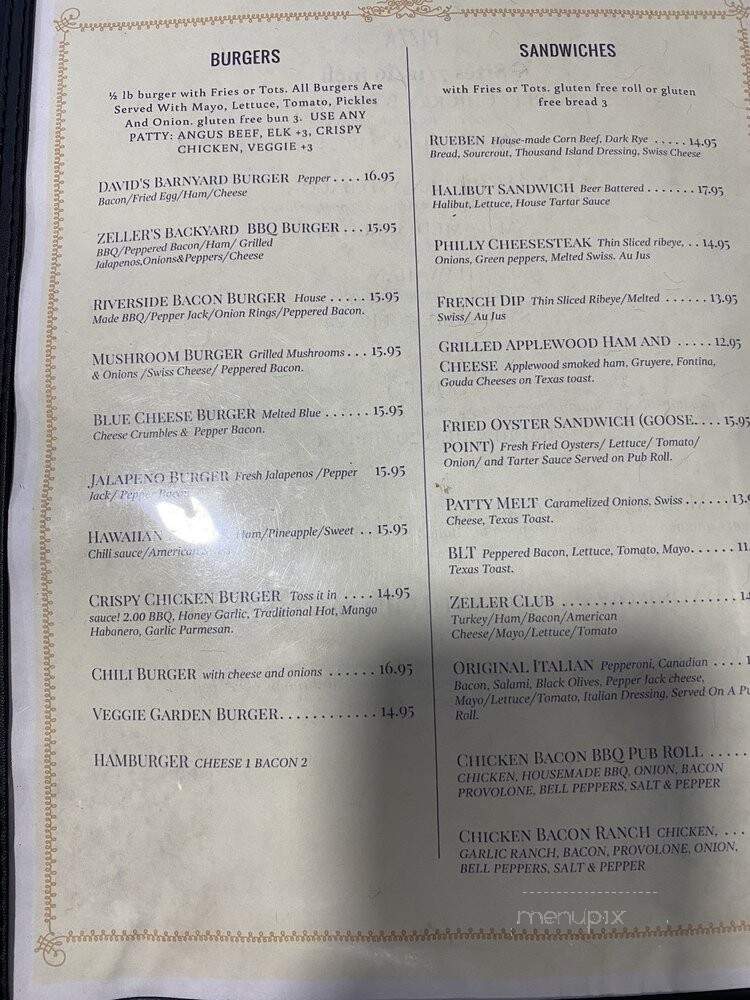 BURGERS
½ lb burger with Fries or Tots. All Burgers Are
Served With Mayo, Lettuce, Tomato, Pickles
And Onion. gluten free bun 3. USE ANY
PATTY: ANGUS BEEF, ELK +3, CRISPY
CHICKEN, VEGGIE +3
DAVID'S BARNYARD BURGER Pepper.... 16.95
Bacon/Fried Egg/Ham/Cheese
ZELLER'S BACKYARD BBQ BURGER... 15.95
BBQ/Peppered Bacon/Ham/ Grilled
Jalapenos,Onions&Peppers/Cheese
RIVERSIDE BACON BURGER House..... 15.95
Made BBQ/Pepper Jack/Onion Rings/Peppered Bacon.
MUSHROOM BURGER Grilled Mushrooms... 15.95
& Onions /Swiss Cheese/ Peppered Bacon.
BLUE CHEESE BURGER Melted Blue...... 15.95
Cheese Crumbles & Pepper Bacon.
JALAPENO BURGER Fresh Jalapenos /Pepper 15.95
Jack/ Pepper Bacon
HAWAIIAN Ham/Pineapple/Sweet .. 15.95
Chili sauce/American
CRISPY CHICKEN BURGER Toss it in.... 14.95
sauce! 2.00 BBQ, Honey Garlic, Traditional Hot, Mango
Habanero, Garlic Parmesan.
CHILI BURGER with cheese and onions...... 16.95
VEGGIE GARDEN BURGER............ 14.95
HAMBURGER CHEESE 1 BACON 2
SANDWICHES
with Fries or Tots. gluten free roll or gluten
free bread 3
RUEBEN House-made Corn Beef, Dark Rye..... 14.95
Bread, Sourcrout, Thousand Island Dressing, Swiss Cheese
HALIBUT SANDWICH Beer Battered....... 17.95
Halibut, Lettuce, House Tartar Sauce
PHILLY CHEESESTEAK Thin Sliced ribeye,... 14.95
Onions, Green peppers, Melted Swiss. Au Jus
FRENCH DIP Thin Sliced Ribeye/Melted...... 13.95
Swiss/ Au Jus
GRILLED APPLEWOOD HAM AND..... 12.95
CHEESE Applewood smoked ham, Gruyere, Fontina,
Gouda Cheeses on Texas toast.
FRIED OYSTER SANDWICH (GOOSE.... 15.95
POINT) Fresh Fried Oysters/ Lettuce/ Tomato/
Onion/ and Tarter Sauce Served on Pub Roll.
PATTY MELT Caramelized Onions, Swiss...... 13.
Cheese, Texas Toast.
BLT Peppered Bacon, Lettuce, Tomato, Mayo...... 11.
Texas Toast.
ZELLER CLUB.................. 14
Turkey/Ham/Bacon/American
Cheese/Mayo/Lettuce/Tomato
ORIGINAL ITALIAN Pepperoni, Canadian....
Bacon, Salami, Black Olives, Pepper Jack cheese,
Mayo/Lettuce/Tomato, Italian Dressing, Served On A Pu
Roll.
CHICKEN BACON BBQ PUB ROLL.....
CHICKEN, HOUSEMADE BBQ, ONION, BACON
PROVOLONE, BELL PEPPERS, SALT & PEPPER
CHICKEN BACON RANCH CHICKEN,...
GARLIC RANCH, BACON, PROVOLONE, ONION,
BELL PEPPERS, SALT & PEPPER
menupix